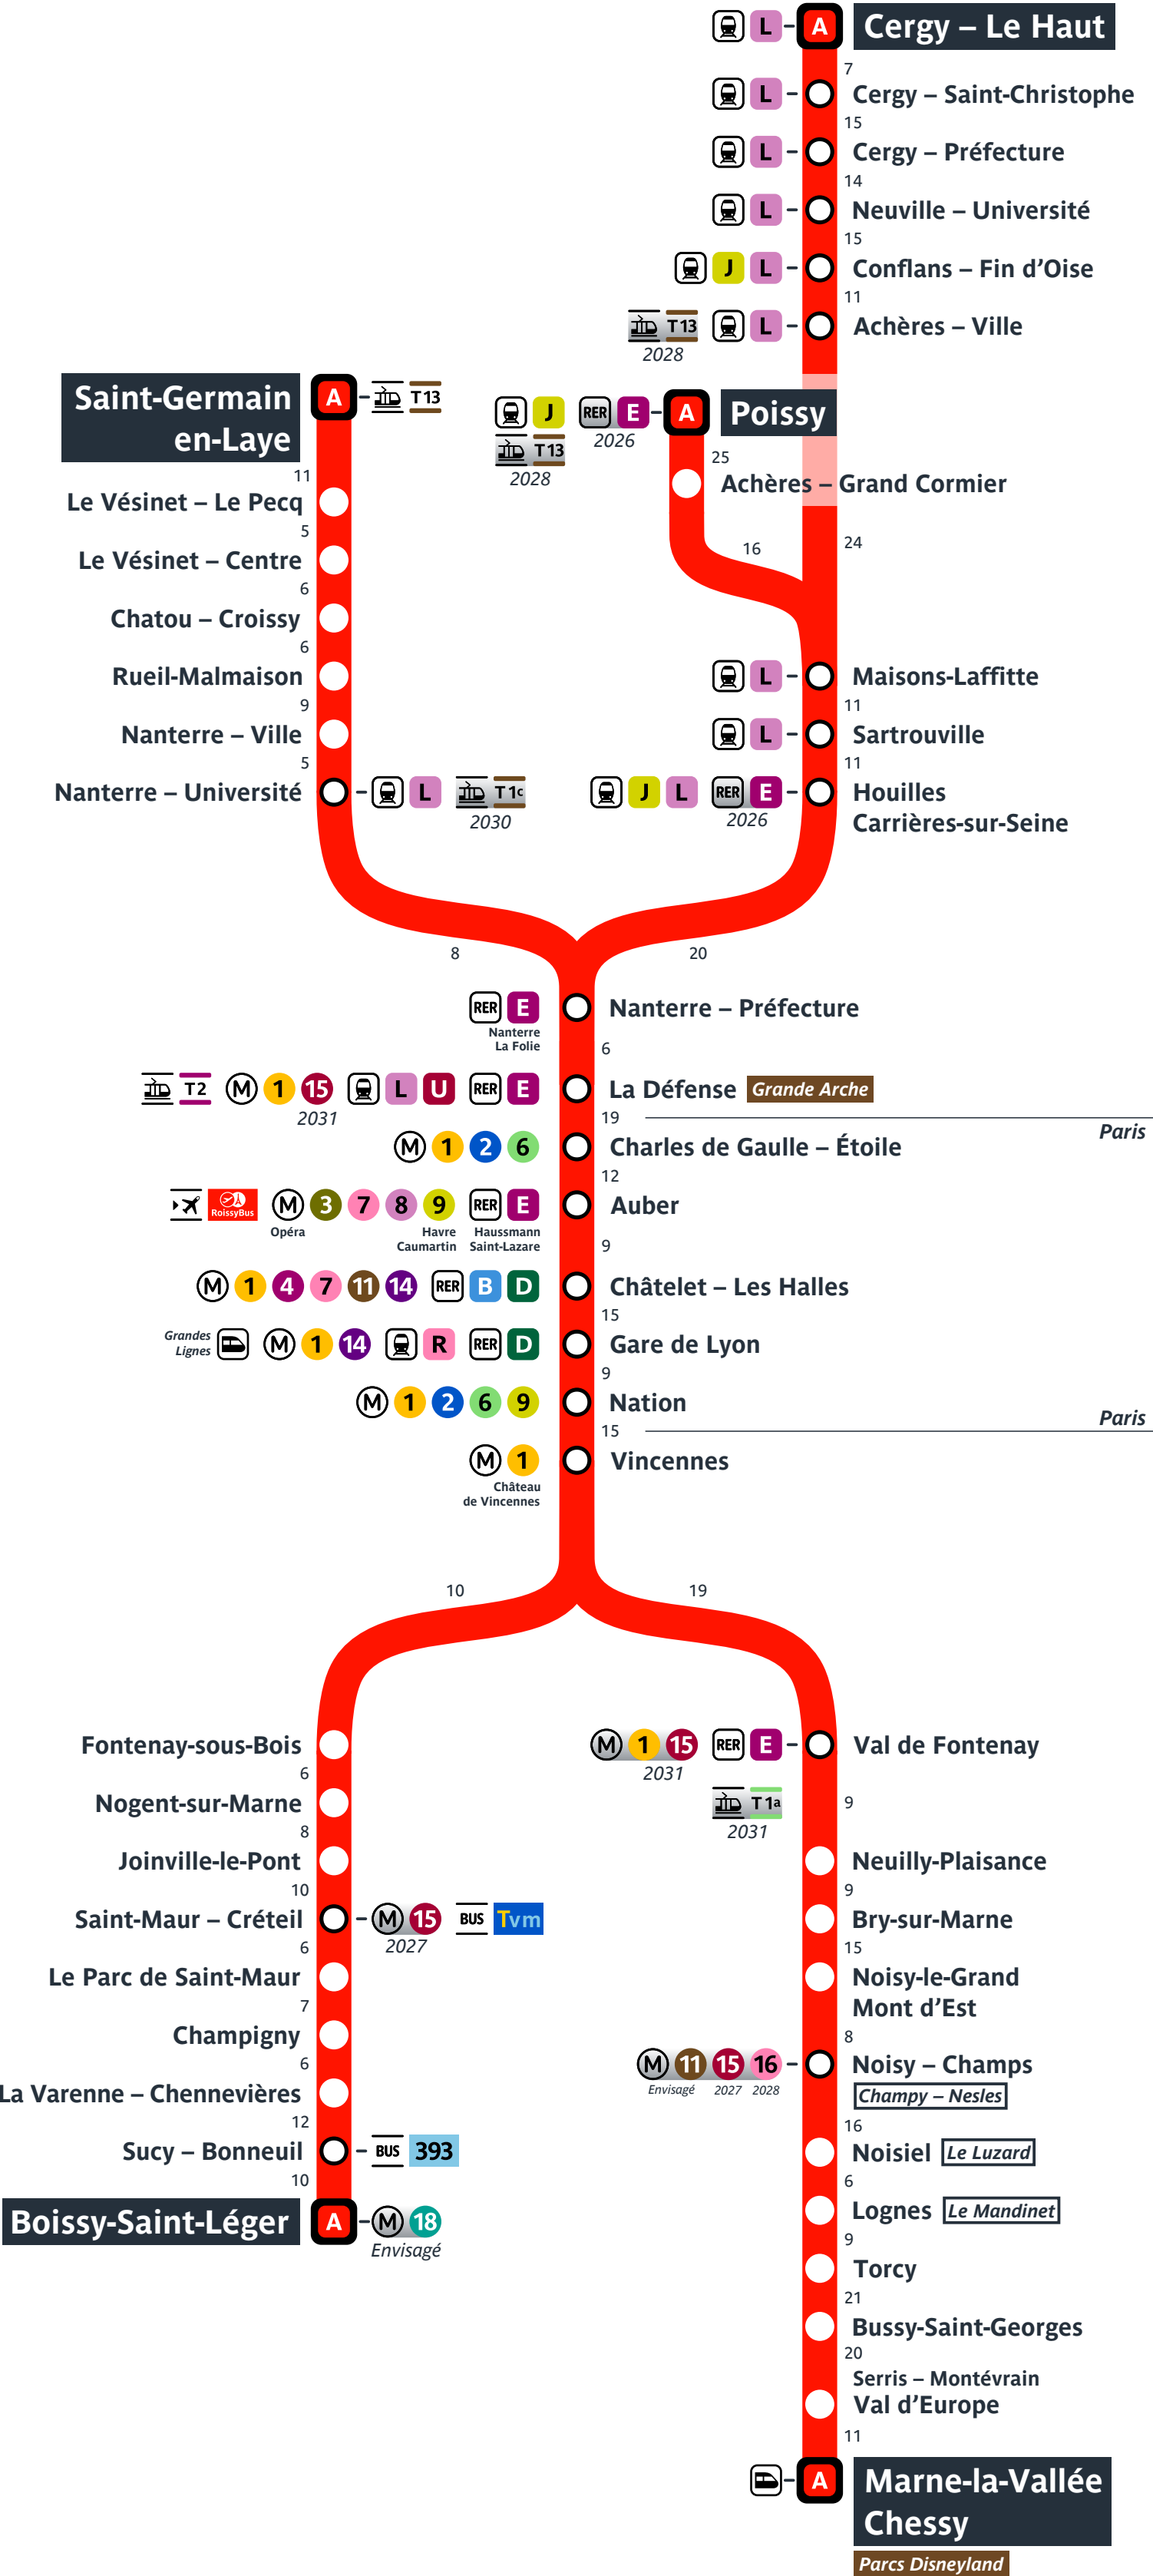 L A Cergy – Le Haut
7
L Cergy – Saint-Christophe
15
L Cergy – Préfecture
14
L Neuville – Université
15
J L Conflans – Fin d’Oise
11
T13 L Achères – Ville
2028
Saint-Germain
en-Laye
A T13
J RER E A Poissy
2026
T13
2028
25
Achères – Grand Cormier
16
24
11
Le Vésinet – Le Pecq
5
Le Vésinet – Centre
6
Chatou – Croissy
6
Rueil-Malmaison
9
Nanterre – Ville
5
Nanterre – Université L T1c
2030
8
L Maisons-Laffitte
11
L Sartrouville
11
J L RER E Houilles
2026
Carrières-sur-Seine
20
RER E Nanterre – Préfecture
Nanterre
La Folie
6
T2 M 1 15 L U RER E La Défense Grande Arche
2031
19
Paris
M 1 2 6 Charles de Gaulle – Étoile
12
RoissyBus M 3 7 8 9 RER E Auber
Opéra
Havre
Caumartin
Haussmann
Saint-Lazare
9
M 1 4 7 11 14 RER B D Châtelet – Les Halles
15
Grandes
Lignes
M 1 14 R RER D Gare de Lyon
9
M 1 2 6 9 Nation
Paris
15
M 1 Vincennes
Château
de Vincennes
10
19
Fontenay-sous-Bois
6
Nogent-sur-Marne
8
Joinville-le-Pont
10
Saint-Maur – Créteil M 15 BUS Tvm
2027
6
Le Parc de Saint-Maur
7
Champigny
6
La Varenne – Chennevières
12
Sucy – Bonneuil BUS 393
10
Boissy-Saint-Léger A M 18
Envisagé
M 1 15 RER E Val de Fontenay
2031
T1a
2031
9
Neuilly-Plaisance
9
Bry-sur-Marne
15
Noisy-le-Grand
Mont d’Est
8
M 11 15 16 Noisy – Champs
Envisagé 2027 2028
Champy – Nesles
16
Noisiel Le Luzard
6
Lognes Le Mandinet
9
Torcy
21
Bussy-Saint-Georges
20
Serris – Montévrain
Val d’Europe
11
A Marne-la-Vallée
Chessy
Parcs Disneyland